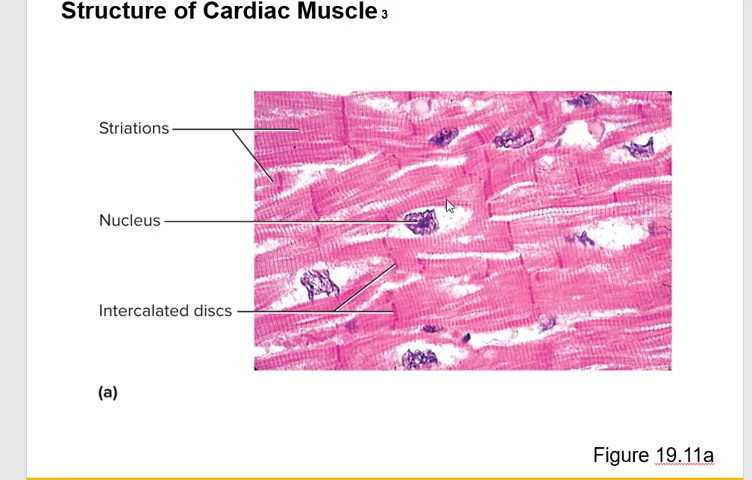 Structure of Cardiac Muscle 3
Striations
Nucleus
Intercalated discs
(a)
Figure 19.11a